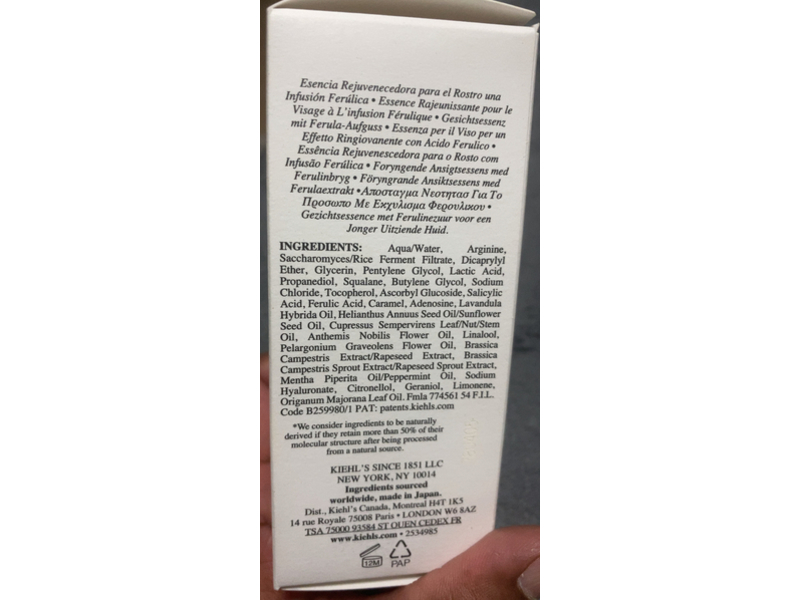 Esencia Rejuvenecedora para el Rostro una
Infusión Ferúlica • Essence Rajeunissante pour le
Visage à L'infusion Férulique • Gesichtsessenz
mit Ferula-Aufguss • Essenza per il Viso per un
Effetto Ringiovanente con Acido Ferulico •
Essência Rejuvenescedora para o Rosto com
Infusão Ferúlica • Foryngende Ansigtsessens med
Ferulinbryg • Föryngrande Ansiktsessens med
Ferulaextrakt •Αποσταγμα Νεοτητασ Για Το
Προσωπο Με Εκχυλισμα Φερουλικου •
Gezichtsessence met Ferulinezuur voor een
Jonger Uitziende Huid.
INGREDIENTS: Aqua/Water, Arginine,
Saccharomyces/Rice Ferment Filtrate, Dicaprylyl
Ether, Glycerin, Pentylene Glycol, Lactic Acid,
Propanediol, Squalane, Butylene Glycol, Sodium
Chloride, Tocopherol, Ascorbyl Glucoside, Salicylic
Acid, Ferulic Acid, Caramel, Adenosine, Lavandula
Hybrida Oil, Helianthus Annuus Seed Oil/Sunflower
Seed Oil, Cupressus Sempervirens Leaf/Nut/Stem
Oil, Anthemis Nobilis Flower Oil, Linalool,
Pelargonium Graveolens Flower Oil, Brassica
Campestris Extract/Rapeseed Extract, Brassica
Campestris Sprout Extract/Rapeseed Sprout Extract,
Mentha Piperita Oil/Peppermint Oil, Sodium
Hyaluronate, Citronellol, Geraniol, Limonene,
Origanum Majorana Leaf Oil. Fmla 774561 54 F.I.L.
Code B259980/1 PAT: patents.kiehls.com
*We consider ingredients to be naturally
derived if they retain more than 50% of their
molecular structure after being processed
from a natural source.
KIEHL'S SINCE 1851 LLC
NEW YORK, NY 10014
Ingredients sourced
worldwide, made in Japan.
Dist., Kiehl's Canada, Montreal H4T 1K5
14 rue Royale 75008 Paris • LONDON W6 8AZ
TSA 75000 93584 ST OUEN CEDEX FR
www.kiehls.com • 2534985
12M
PAP